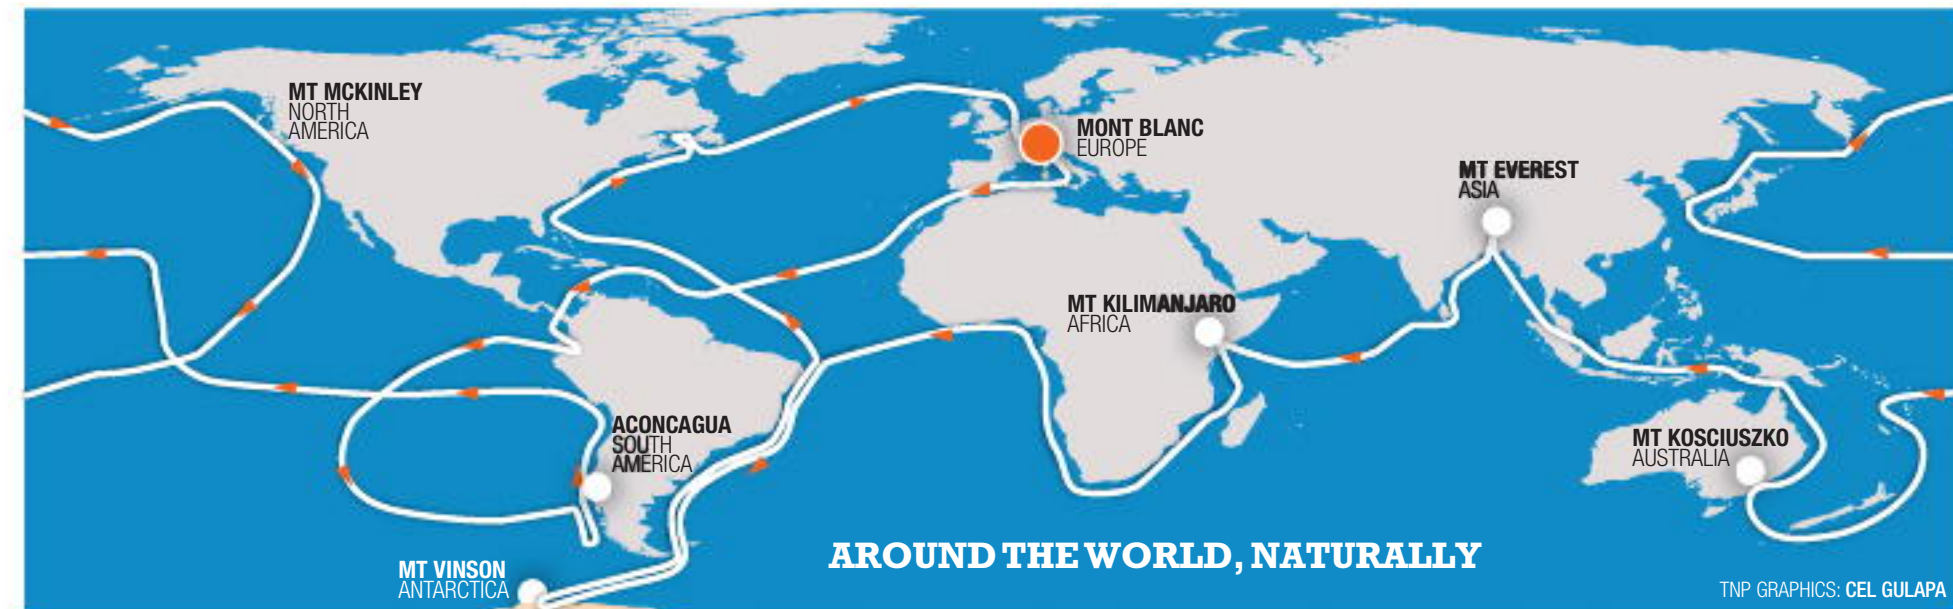 MT MCKINLEY
NORTH
AMERICA
MONT BLANC
EUROPE
MT EVEREST
ASIA
MT KILIMANJARO
AFRICA
ACONCAGUA
SOUTH
AMERICA
MT KOSCIUSZKO
AUSTRALIA
MT VINSON
ANTARCTICA
AROUND THE WORLD, NATURALLY
TNP GRAPHICS: CEL GULAPA